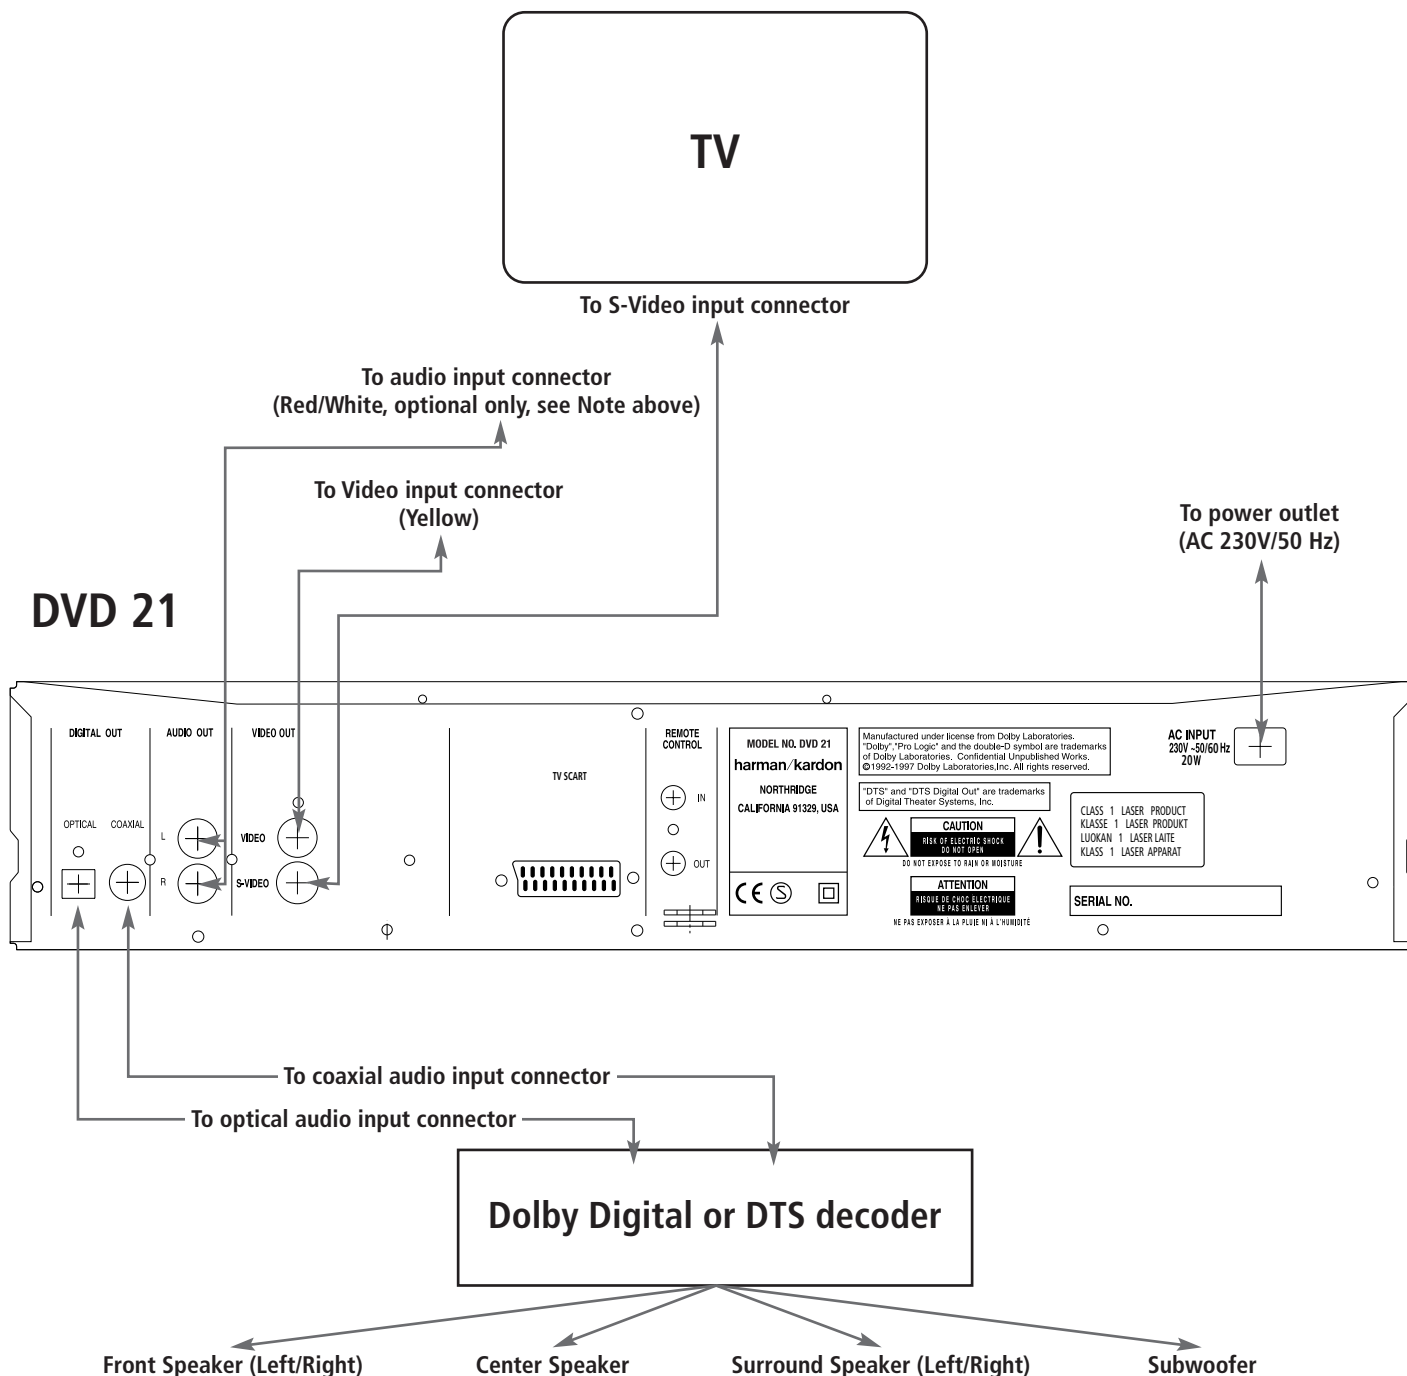 TV
To S-Video input connector
To audio input connector
(Red/White, optional only, see Note above)
To Video input connector
(Yellow)
To power outlet
(AC 230V/50 Hz)
DVD 21
DIGITAL OUT
AUDIO OUT
VIDEO OUT
OPTICAL
COAXIAL
L
R
VIDEO
S-VIDEO
TV SCART
REMOTE
CONTROL
IN
OUT
MODEL NO. DVD 21
harman/kardon
NORTHRIDGE
CALIFORNIA 91329, USA
CE S
Manufactured under license from Dolby Laboratories.
"Dolby","Pro Logic" and the double-D symbol are trademarks
of Dolby Laboratories. Confidential Unpublished Works.
©1992-1997 Dolby Laboratories,Inc. All rights reserved.
"DTS" and "DTS Digital Out" are trademarks
of Digital Theater Systems, Inc.
CAUTION
RISK OF ELECTRIC SHOCK
DO NOT OPEN
DO NOT EXPOSE TO RAIN OR MOISTURE
ATTENTION
RISQUE DE CHOC ELECTRIQUE
NE PAS ENLEVER
NE PAS EXPOSER À LA PLUIE NI À L'HUMIDITÉ
AC INPUT
230V ~50/60 Hz
20W
CLASS 1 LASER PRODUCT
KLASSE 1 LASER PRODUKT
LUOKAN 1 LASER LAITE
KLASS 1 LASER APPARAT
SERIAL NO.
To coaxial audio input connector
To optical audio input connector
Dolby Digital or DTS decoder
Front Speaker (Left/Right)
Center Speaker
Surround Speaker (Left/Right)
Subwoofer